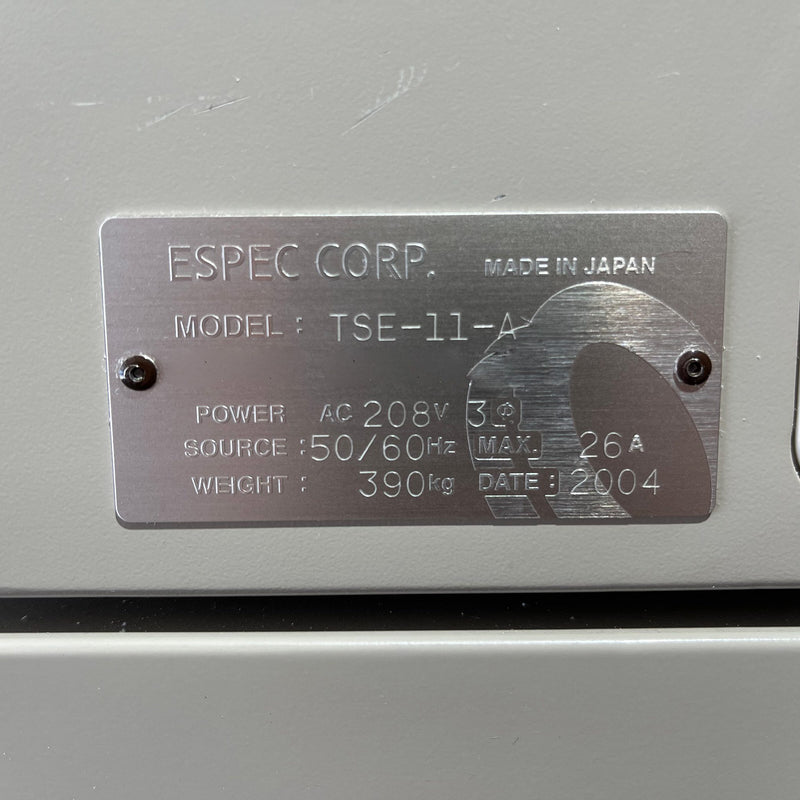 ESPEC CORP. MADE IN JAPAN
MODEL : TSE-11-A
POWER AC 208V 3Φ
SOURCE : 50/60Hz MAX. 26A
WEIGHT : 390kg DATE : 2004